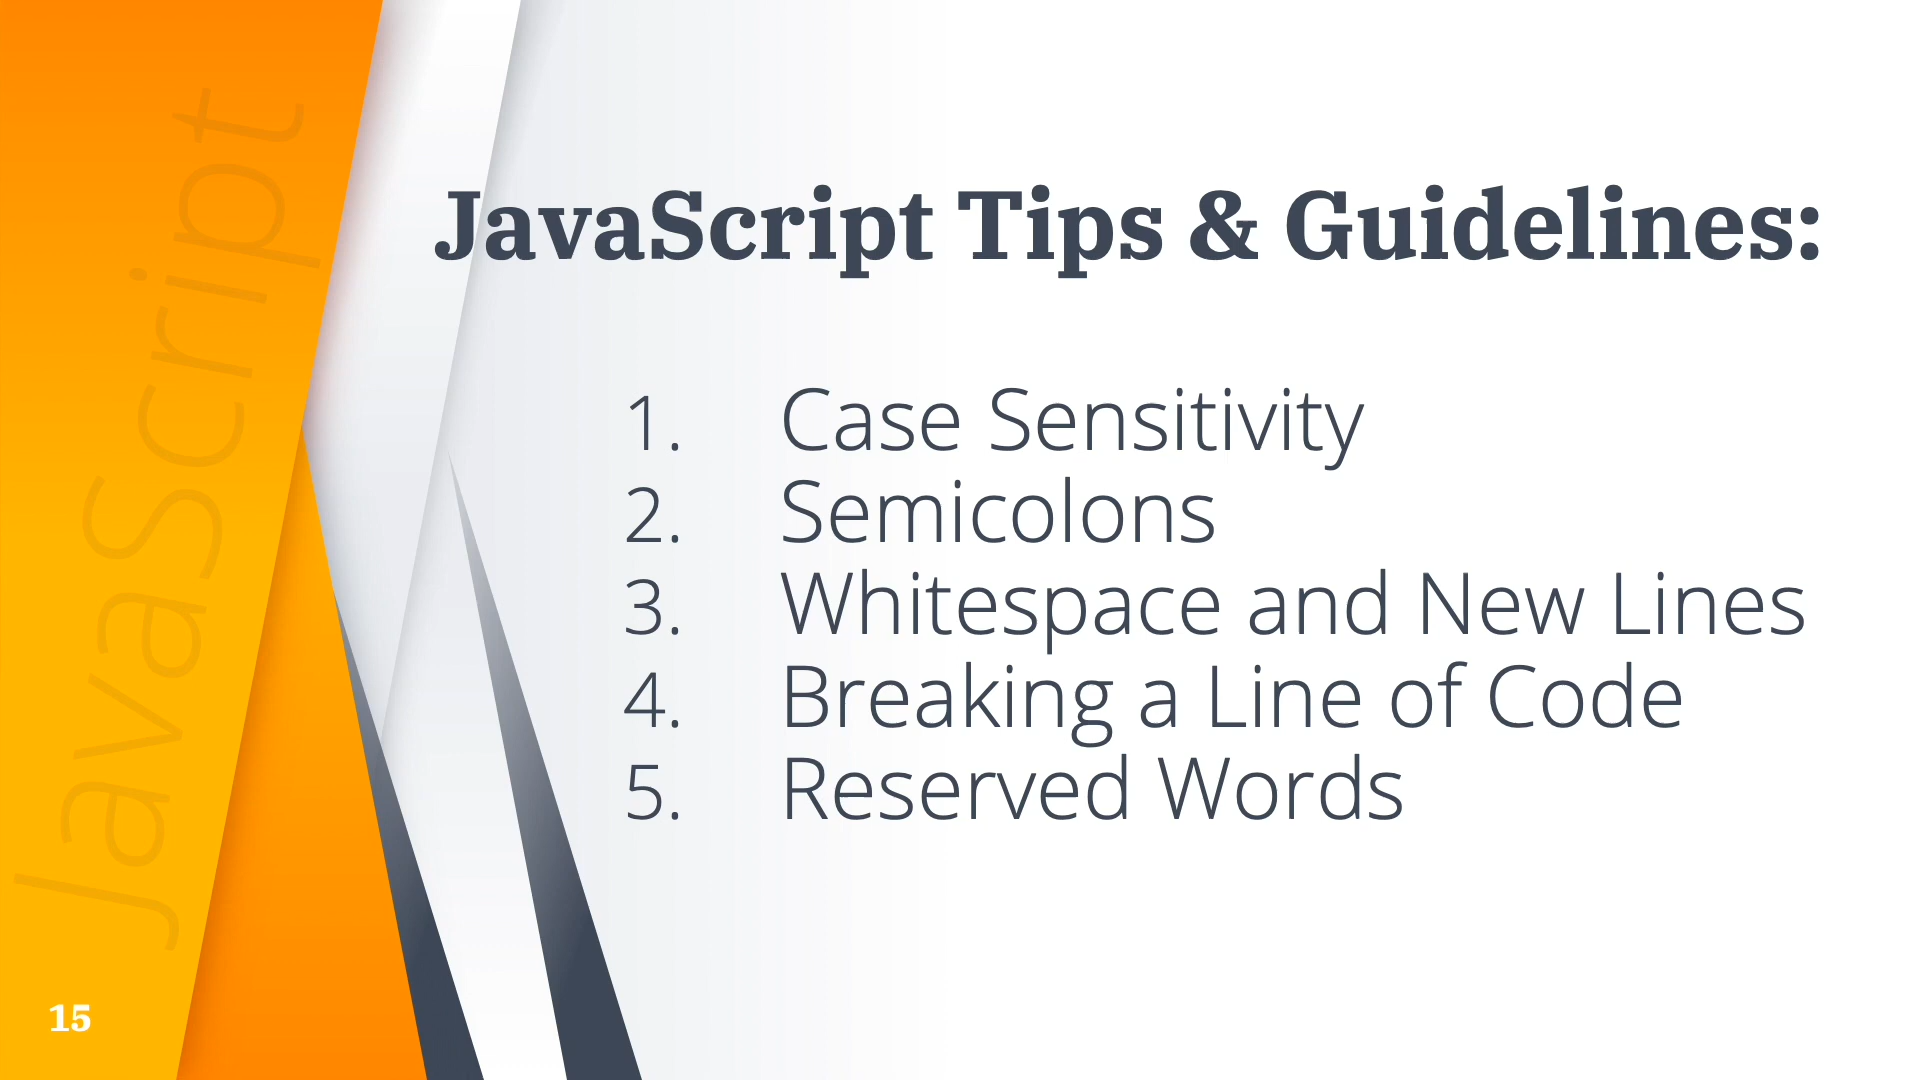 JavaScript
JavaScript Tips & Guidelines:
1. Case Sensitivity
2. Semicolons
3. Whitespace and New Lines
4. Breaking a Line of Code
5. Reserved Words
15